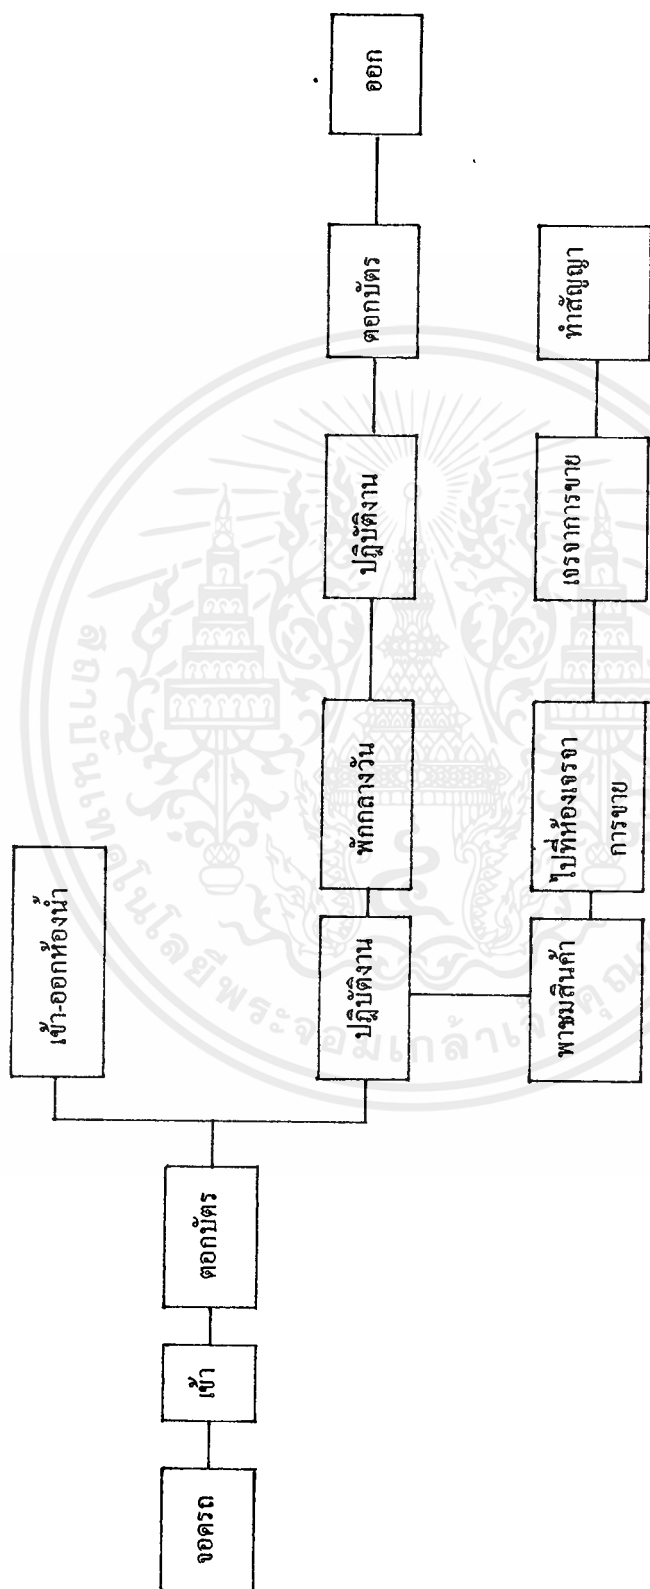 จอดรถ
เข้า
ตอกบัตร
เข้า-ออกห้องน้ำ
ปฏิบัติงาน
พักกลางวัน
ปฏิบัติงาน
ตอกบัตร
ออก
พาชมสินค้า
ไปที่ห้องเจรจา
การขาย
เจรจาการขาย
ทำสัญญา